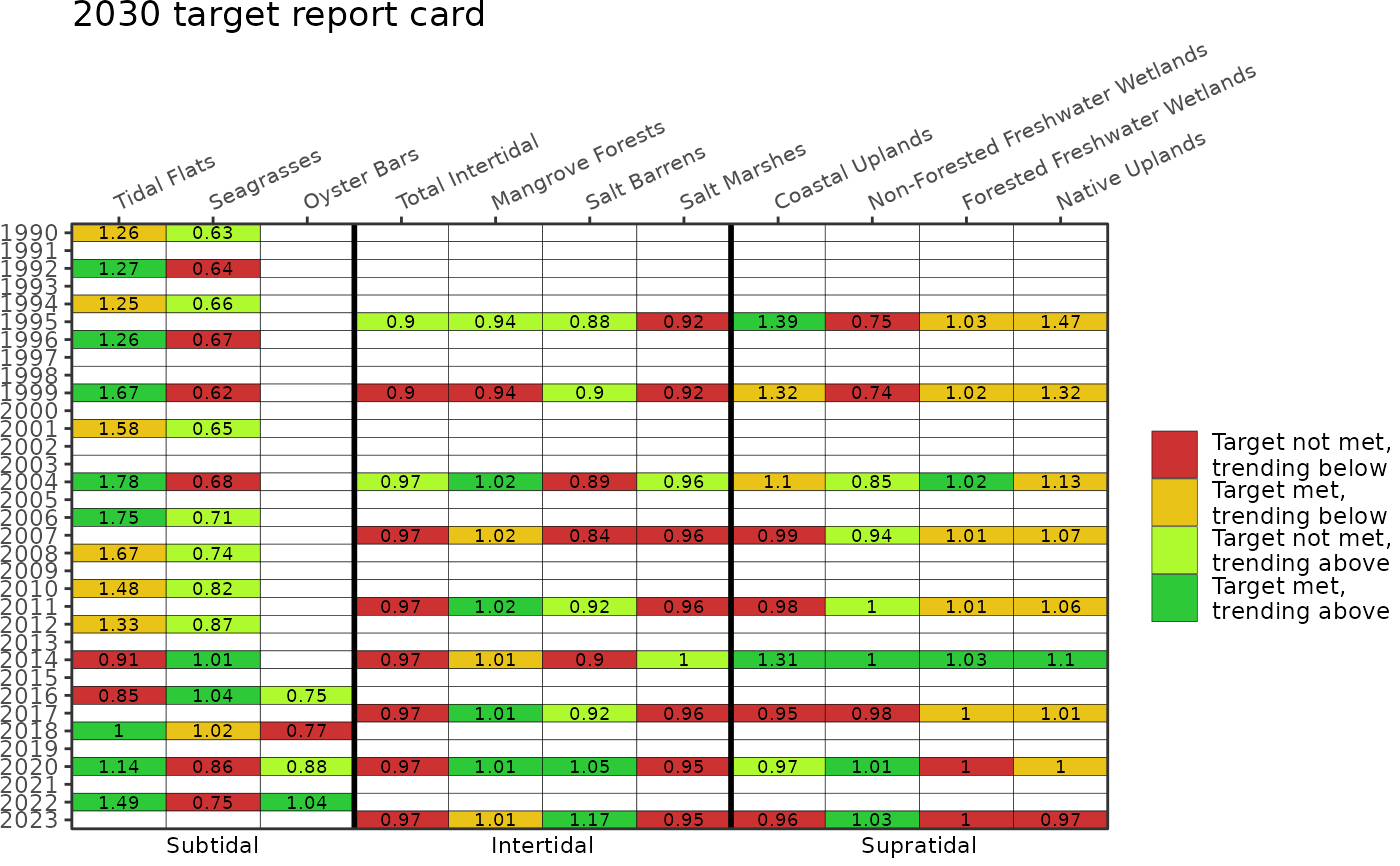 2030 target report card
Tidal Flats
Seagrasses
Oyster Bars
Total Intertidal
Mangrove Forests
Salt Barrens
Salt Marshes
Coastal Uplands
Non-Forested Freshwater Wetlands
Forested Freshwater Wetlands
Native Uplands
1990 1.26 0.63
1991
1992 1.27 0.64
1993
1994 1.25 0.66
1995 0.9 0.94 0.88 0.92 1.39 0.75 1.03 1.47
1996 1.26 0.67
1997
1998
1999 1.67 0.62 0.9 0.94 0.9 0.92 1.32 0.74 1.02 1.32
2000
2001 1.58 0.65
2002
2003
2004 1.78 0.68 0.97 1.02 0.89 0.96 1.1 0.85 1.02 1.13
2005
2006 1.75 0.71
2007 0.97 1.02 0.84 0.96 0.99 0.94 1.01 1.07
2008 1.67 0.74
2009
2010 1.48 0.82
2011 0.97 1.02 0.92 0.96 0.98 1 1.01 1.06
2012 1.33 0.87
2013
2014 0.91 1.01 0.97 1.01 0.9 1 1.31 1 1.03 1.1
2015
2016 0.85 1.04 0.75
2017 0.97 1.01 0.92 0.96 0.95 0.98 1 1.01
2018 1 1.02 0.77
2019
2020 1.14 0.86 0.88 0.97 1.01 1.05 0.95 0.97 1.01 1 1
2021
2022 1.49 0.75 1.04
2023 0.97 1.01 1.17 0.95 0.96 1.03 1 0.97
Subtidal Intertidal Supratidal
Target not met,
trending below
Target met,
trending below
Target not met,
trending above
Target met,
trending above